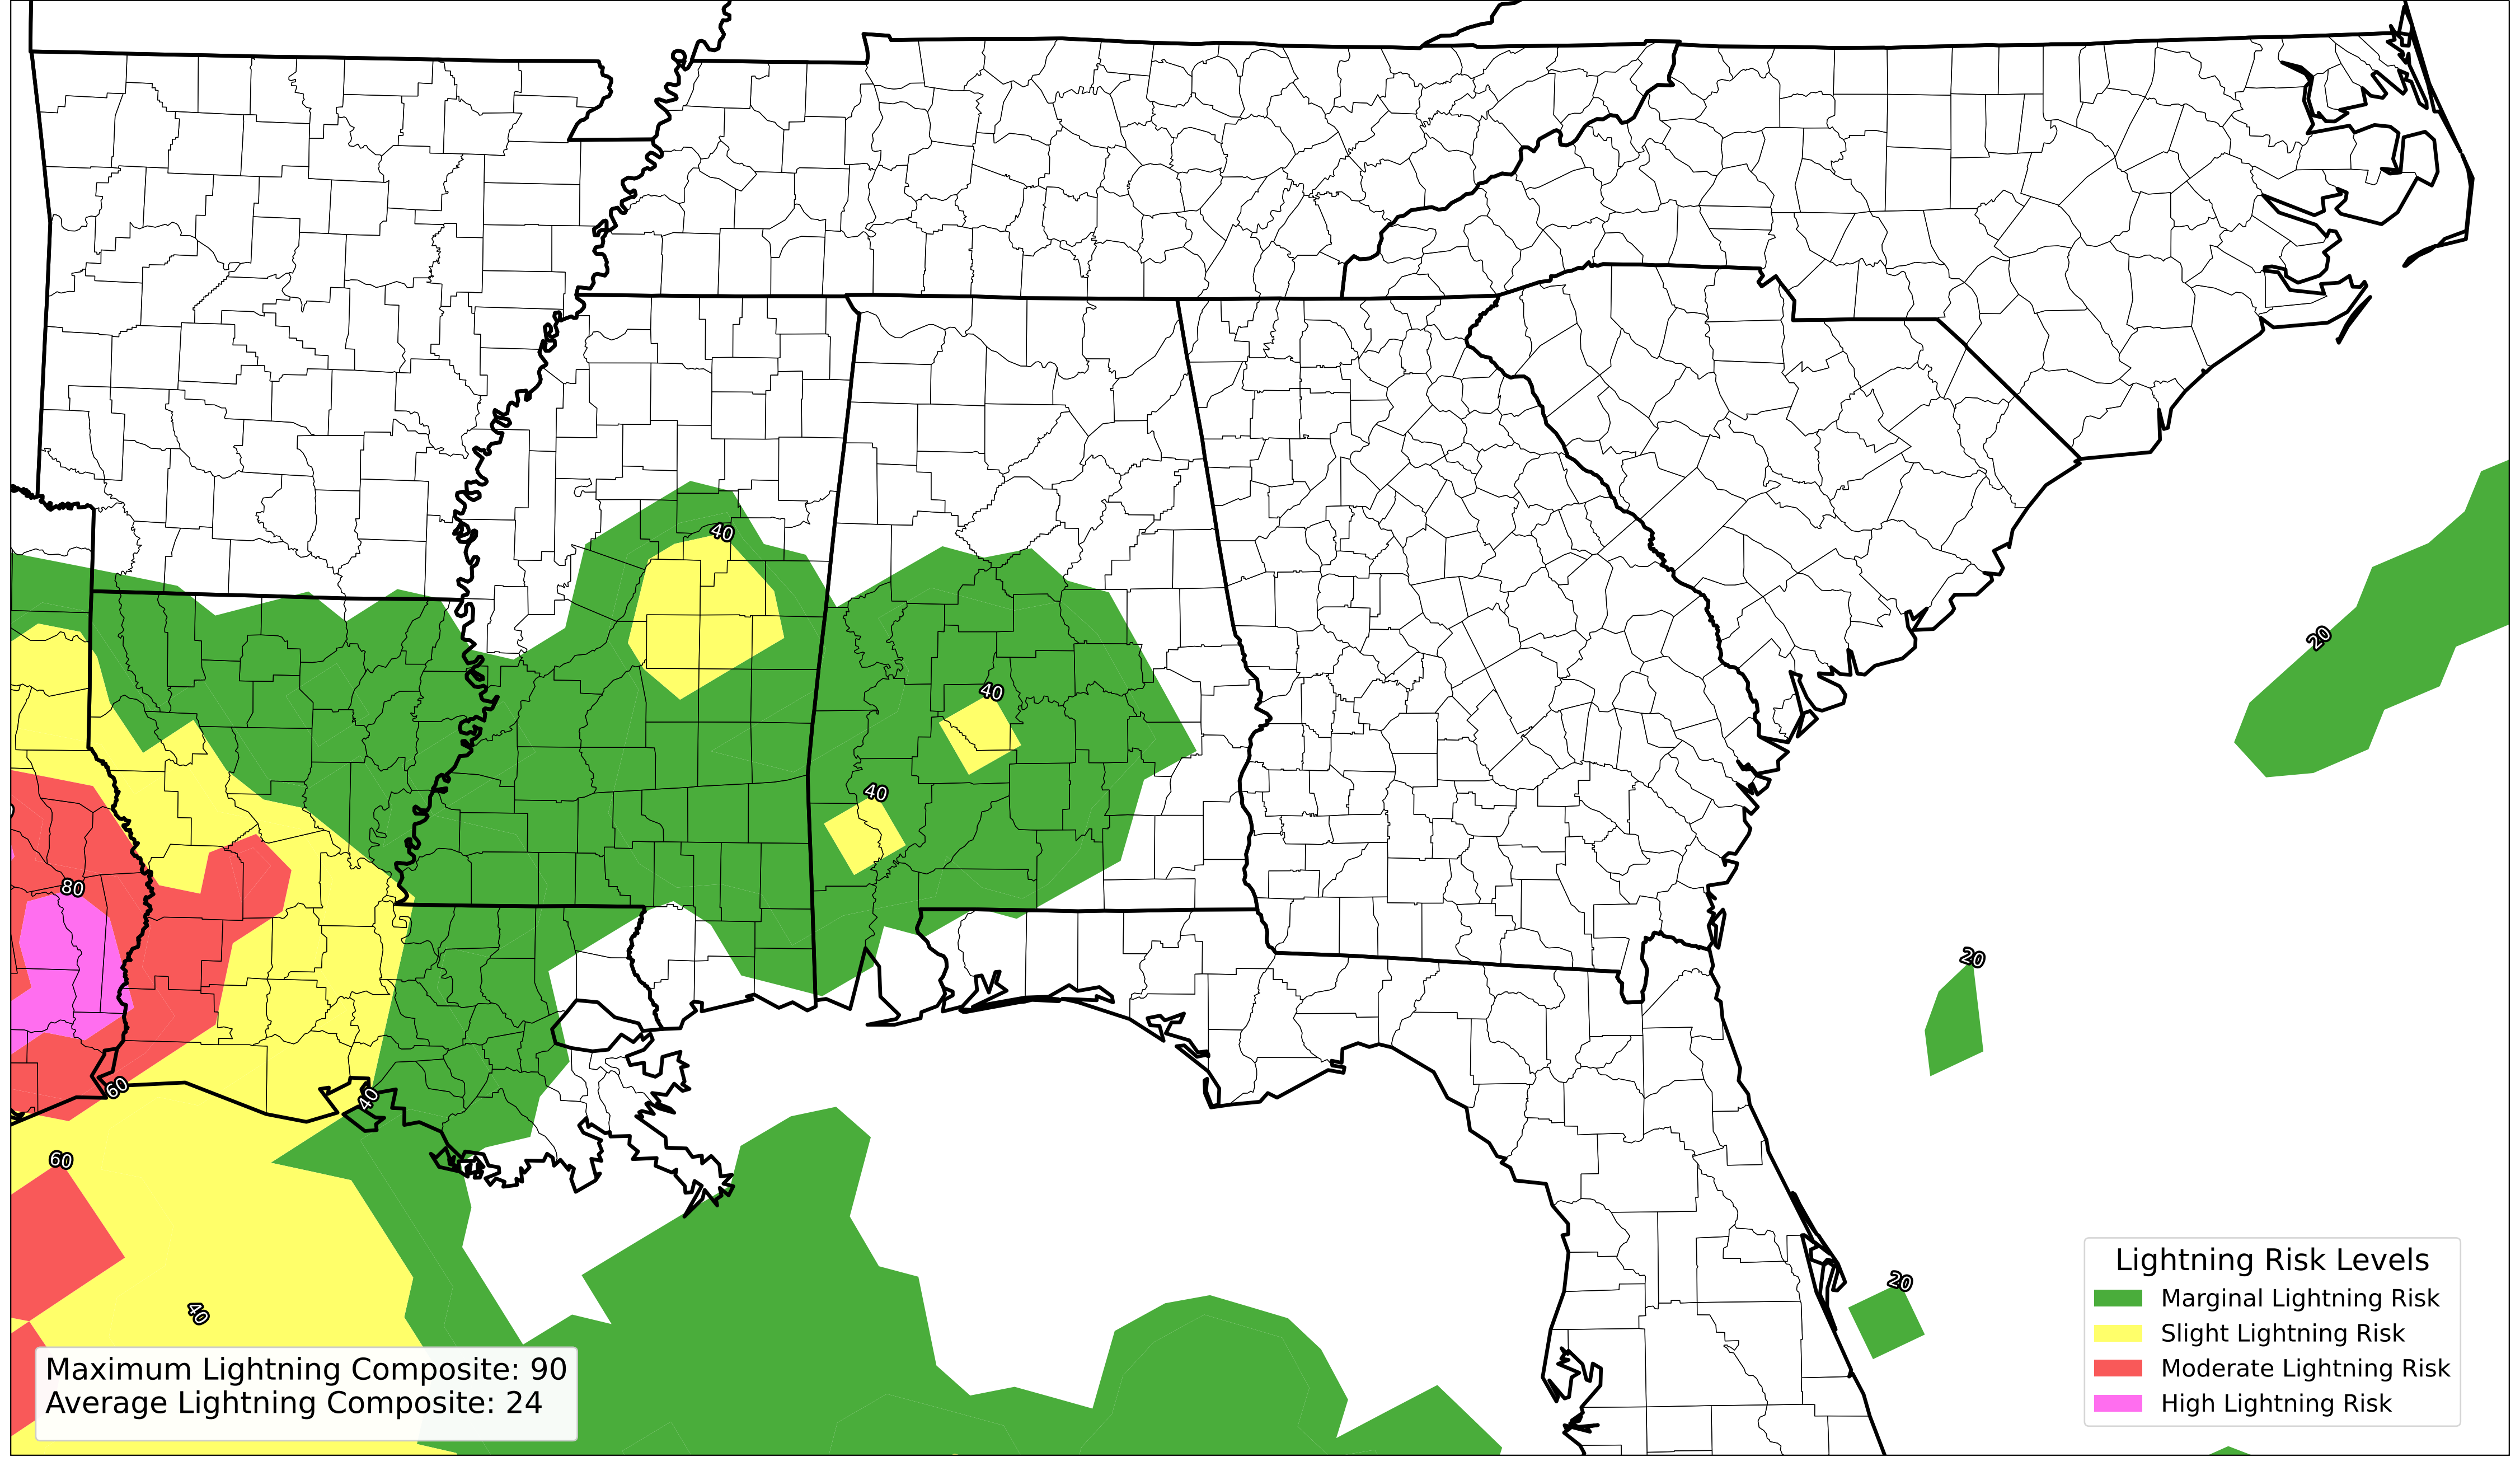 40
20
40
40
80
20
60
40
60
20
40
Lightning Risk Levels
Marginal Lightning Risk
Slight Lightning Risk
Moderate Lightning Risk
High Lightning Risk
Maximum Lightning Composite: 90
Average Lightning Composite: 24